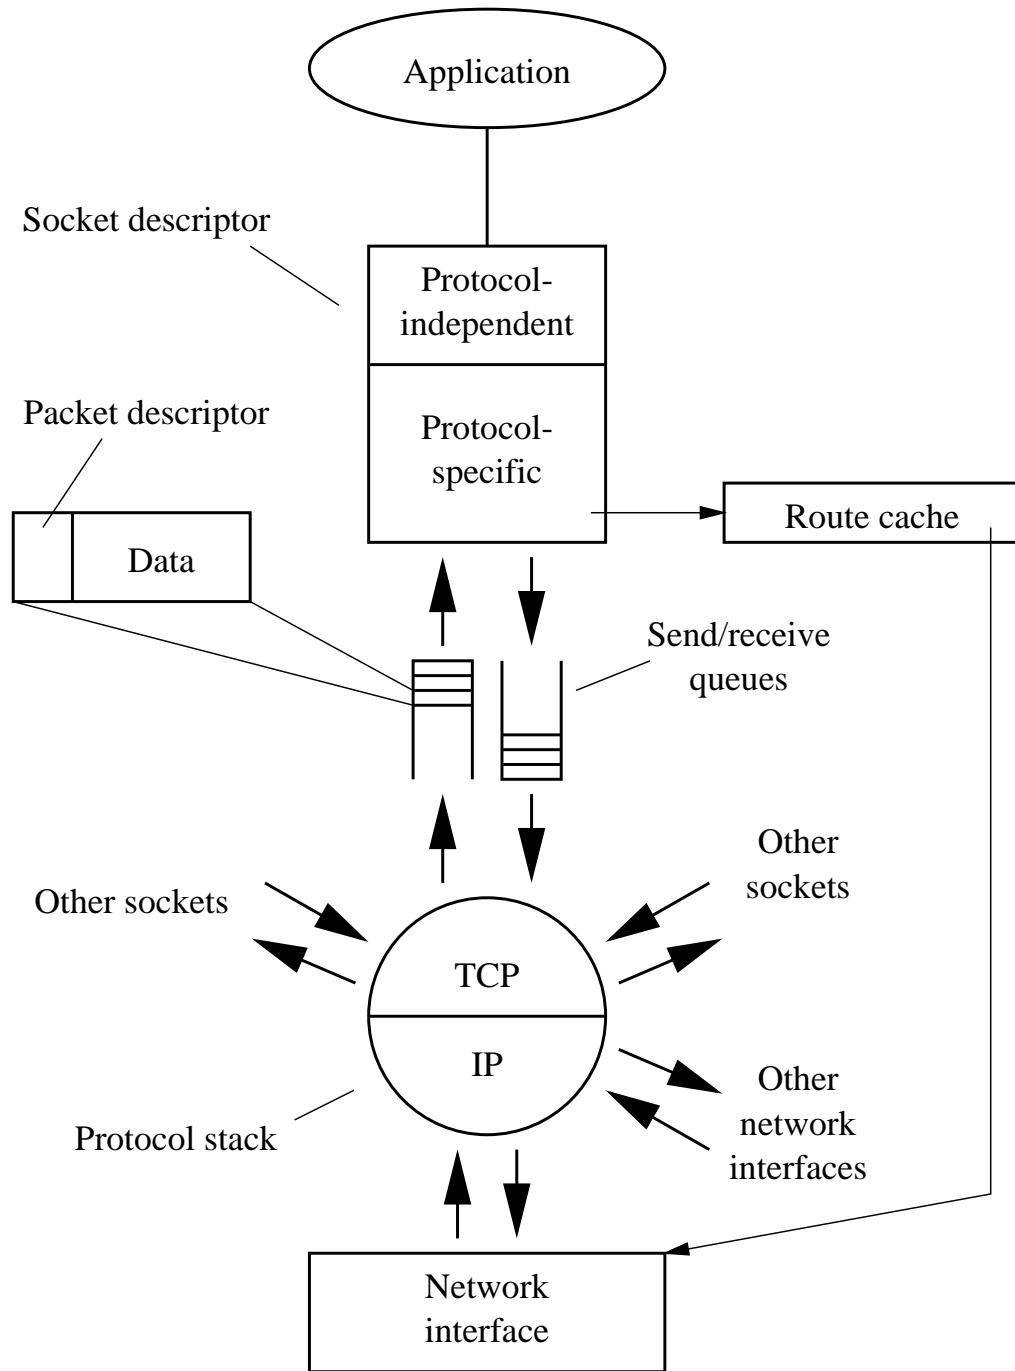 Application
Socket descriptor
Protocol-
independent
Packet descriptor
Protocol-
specific
Route cache
Data
Send/receive
queues
Other
sockets
Other sockets
TCP
IP
Other
network
interfaces
Protocol stack
Network
interface